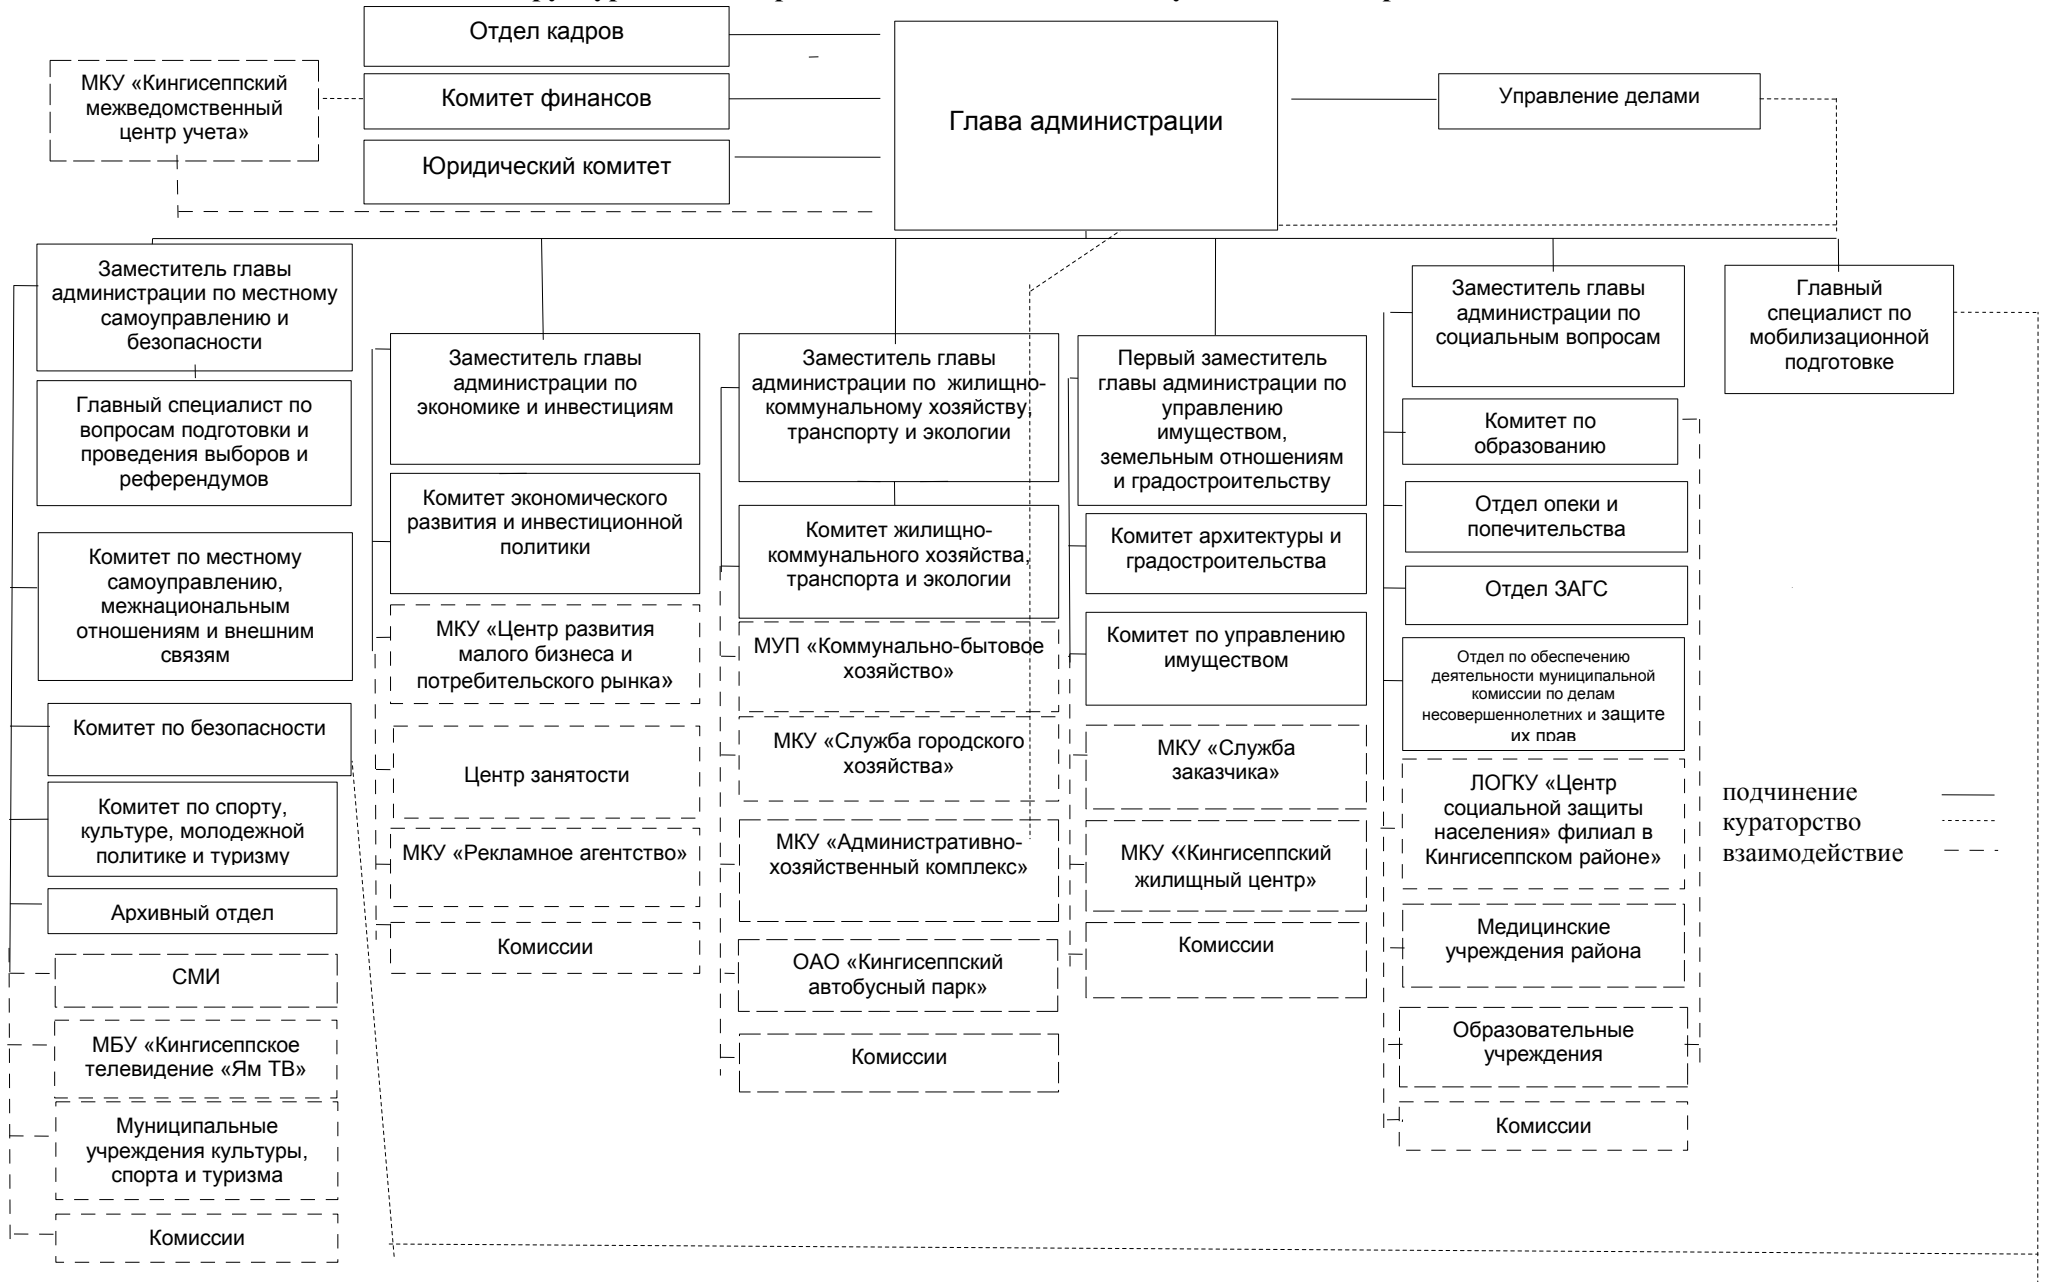 Отдел кадров
МКУ «Кингисеппский
межведомственный
центр учета»
Комитет финансов
Юридический комитет
Глава администрации
Управление делами
Заместитель главы
администрации по местному
самоуправлению и
безопасности
Главный специалист по
вопросам подготовки и
проведения выборов и
референдумов
Комитет по местному
самоуправлению,
межнациональным
отношениям и внешним
связям
Комитет по безопасности
Комитет по спорту,
культуре, молодежной
политике и туризму
Архивный отдел
СМИ
МБУ «Кингисеппское
телевидение «Ям ТВ»
Муниципальные
учреждения культуры,
спорта и туризма
Комиссии
Заместитель главы
администрации по
экономике и инвестициям
Комитет экономического
развития и инвестиционной
политики
МКУ «Центр развития
малого бизнеса и
потребительского рынка»
Центр занятости
МКУ «Рекламное агентство»
Комиссии
Заместитель главы
администрации по жилищно-
коммунальному хозяйству,
транспорту и экологии
Комитет жилищно-
коммунального хозяйства,
транспорта и экологии
МУП «Коммунально-бытовое
хозяйство»
МКУ «Служба городского
хозяйства»
МКУ «Административно-
хозяйственный комплекс»
ОАО «Кингисеппский
автобусный парк»
Комиссии
Первый заместитель
главы администрации по
управлению
имуществом,
земельным отношениям
и градостроительству
Комитет архитектуры и
градостроительства
Комитет по управлению
имуществом
МКУ «Служба
заказчика»
МКУ «Кингисеппский
жилищный центр»
Комиссии
Заместитель главы
администрации по
социальным вопросам
Комитет по
образованию
Отдел опеки и
попечительства
Отдел ЗАГС
Отдел по обеспечению
деятельности муниципальной
комиссии по делам
несовершеннолетних и защите
их прав
ЛОГКУ «Центр
социальной защиты
населения» филиал в
Кингисеппском районе»
Медицинские
учреждения района
Образовательные
учреждения
Комиссии
Главный
специалист по
мобилизационной
подготовке
подчинение
кураторство
взаимодействие